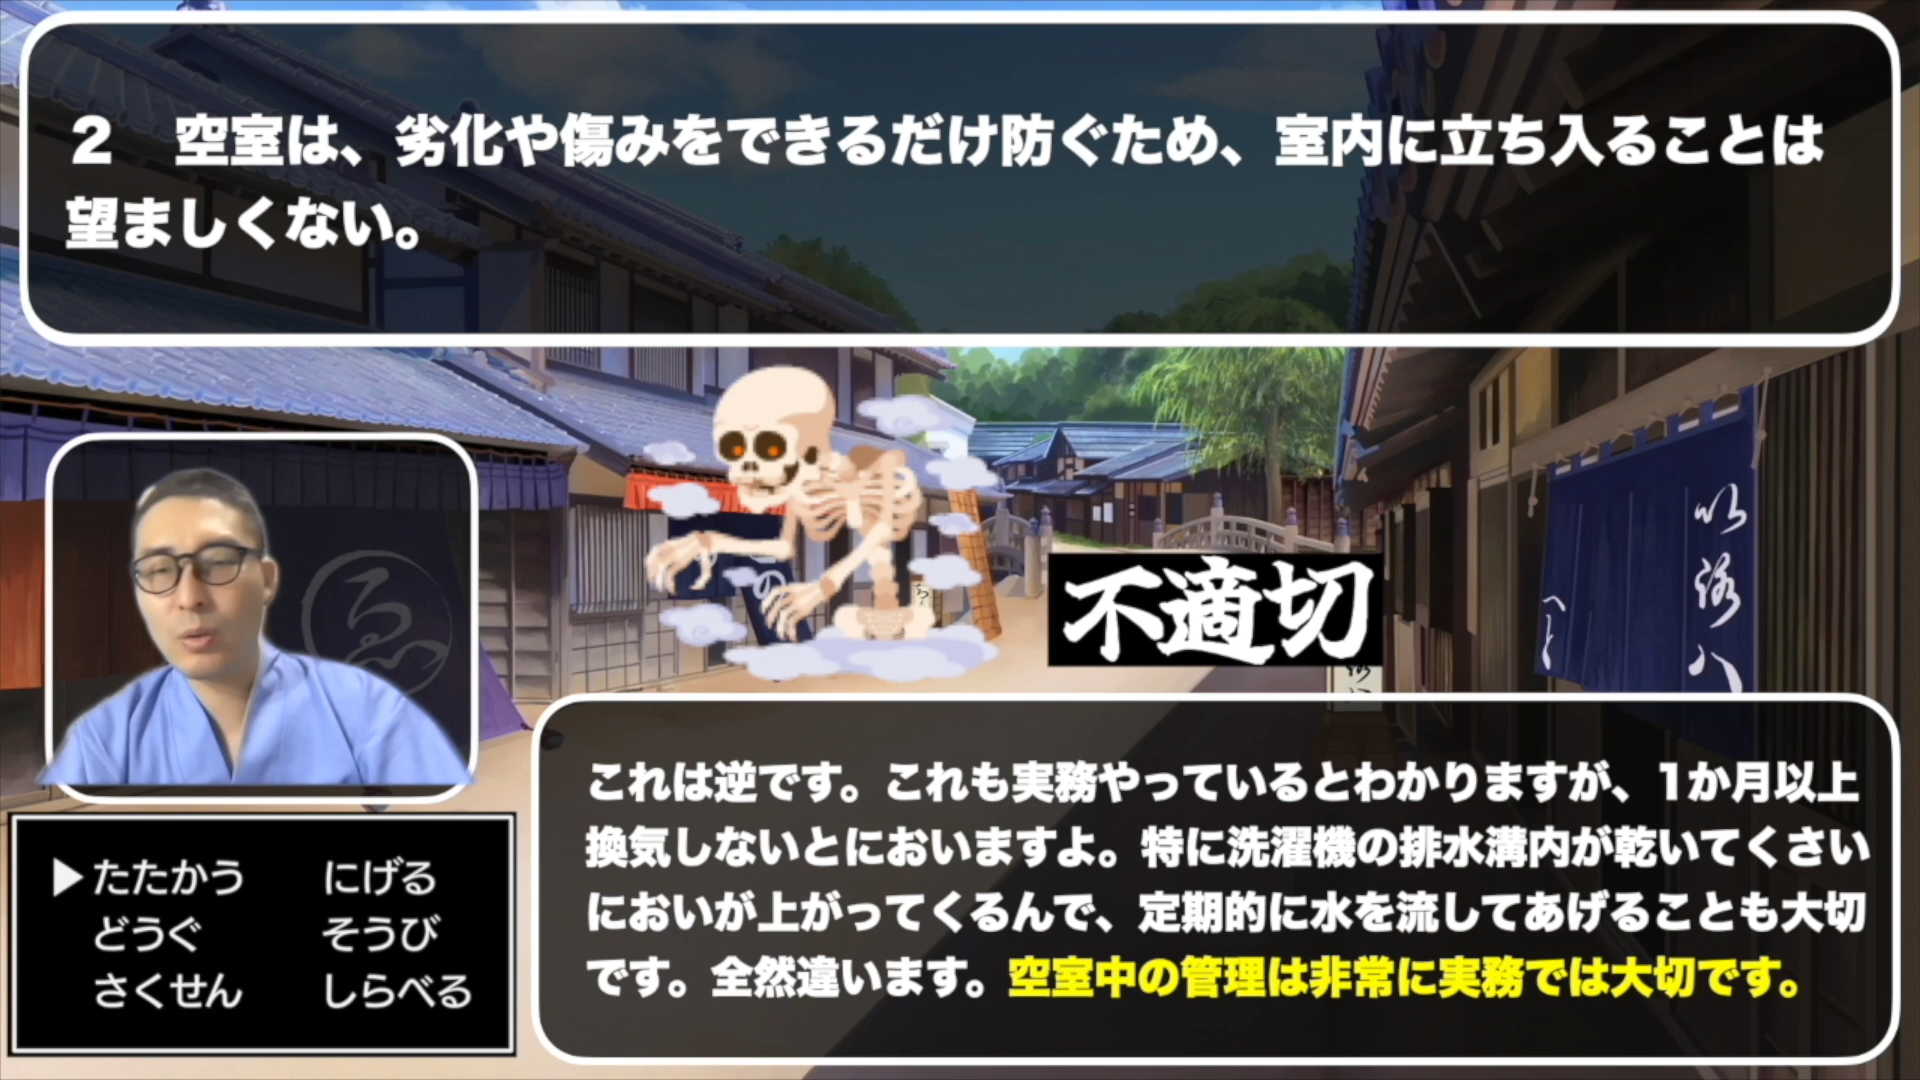 ２　空室は、劣化や傷みをできるだけ防ぐため、室内に立ち入ることは
望ましくない。
不適切
これは逆です。これも実務やっているとわかりますが、1か月以上
換気しないとにおいますよ。特に洗濯機の排水溝内が乾いてくさい
においが上がってくるんで、定期的に水を流してあげることも大切
です。全然違います。空室中の管理は非常に実務では大切です。
▶たたかう　にげる
どうぐ　そうび
さくせん　しらべる